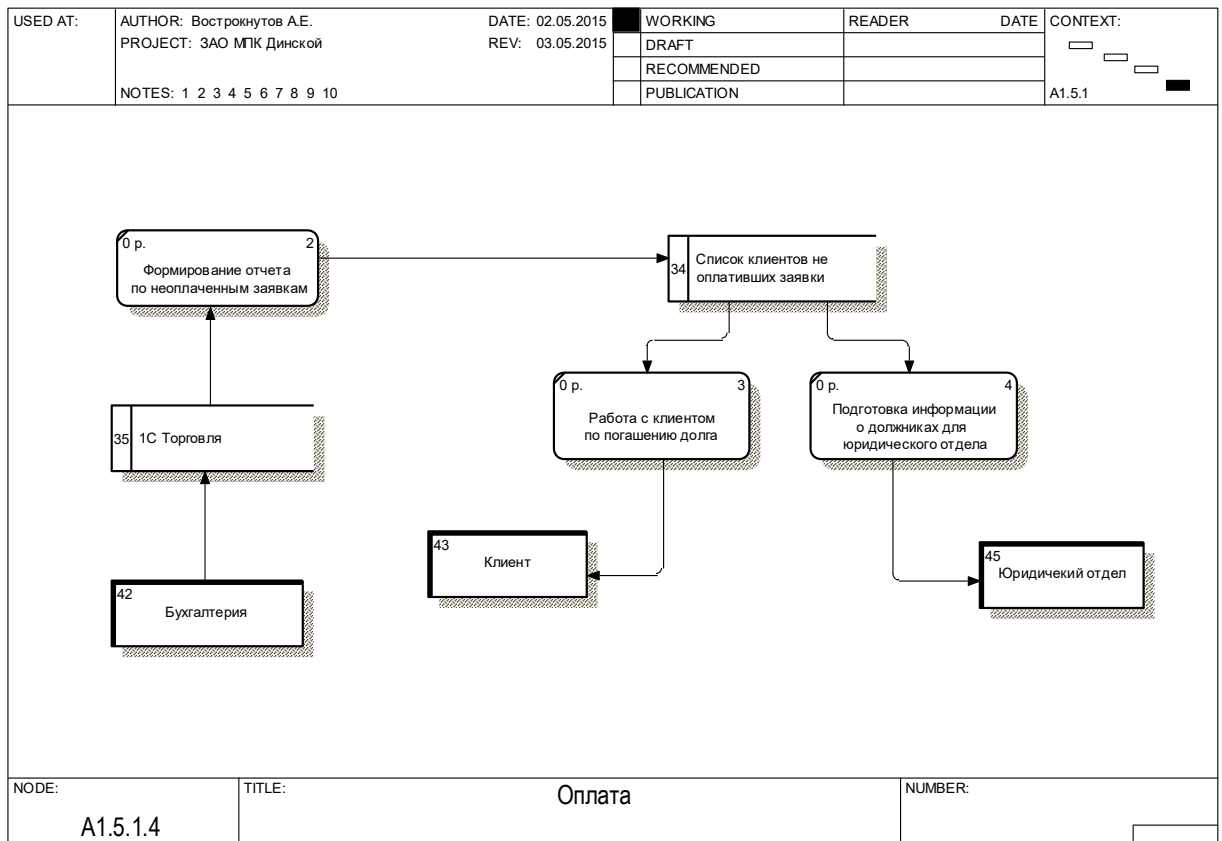 USED AT:
AUTHOR: Вострокнутов А.Е.
DATE: 02.05.2015
PROJECT: ЗАО МПК Динской
REV: 03.05.2015
NOTES: 1 2 3 4 5 6 7 8 9 10
WORKING
DRAFT
RECOMMENDED
PUBLICATION
READER DATE
CONTEXT:
A1.5.1
0 р. 2
Формирование отчета
по неоплаченным заявкам
34
Список клиентов не
оплативших заявки
0 р. 3
Работа с клиентом
по погашению долга
0 р. 4
Подготовка информации
о должниках для
юридического отдела
35 1С Торговля
43
Клиент
45
Юридичекий отдел
42
Бухгалтерия
NODE:
A1.5.1.4
TITLE:
Оплата
NUMBER: